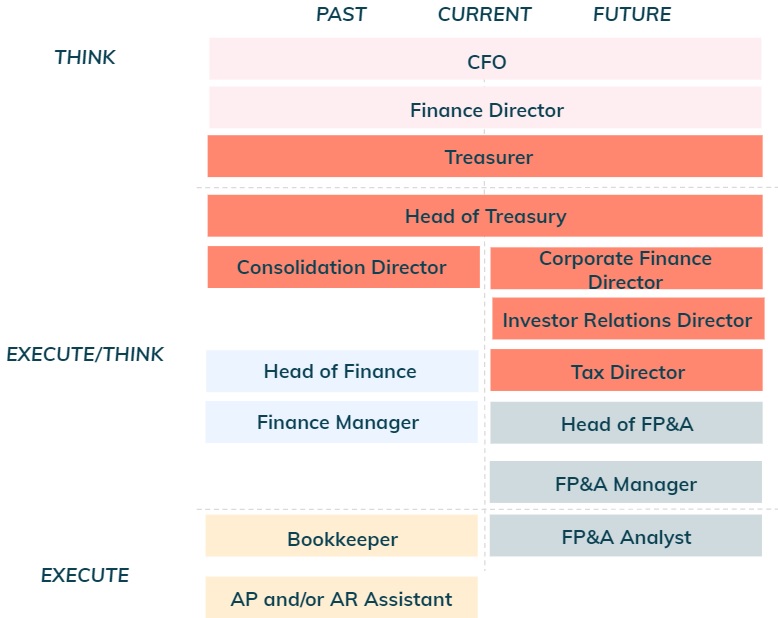 PAST CURRENT FUTURE
THINK
CFO
Finance Director
Treasurer
Head of Treasury
Consolidation Director
Corporate Finance
Director
Investor Relations Director
EXECUTE/THINK
Head of Finance
Tax Director
Finance Manager
Head of FP&A
FP&A Manager
Bookkeeper
FP&A Analyst
EXECUTE
AP and/or AR Assistant